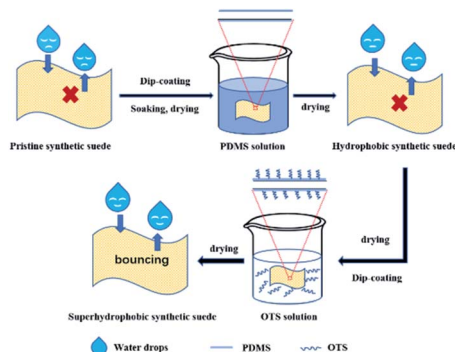 Dip-coating
Soaking, drying
drying
Pristine synthetic suede
PDMS solution
Hydrophobic synthetic suede
drying
Dip-coating
drying
bouncing
Superhydrophobic synthetic suede
OTS solution
Water drops
PDMS
OTS